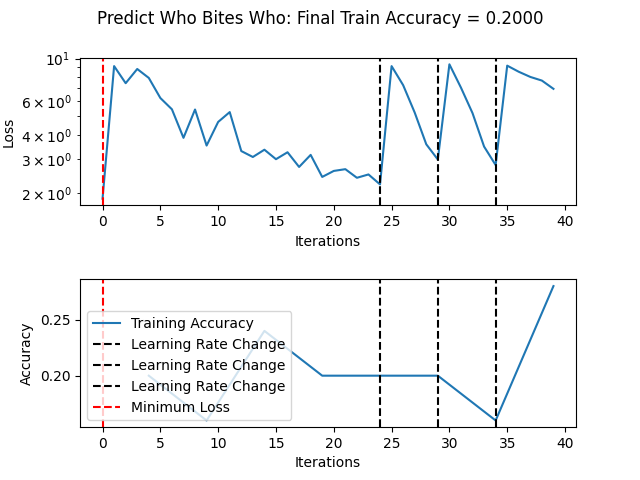 Predict Who Bites Who: Final Train Accuracy = 0.2000
Loss
10¹
6 × 10⁰
4 × 10⁰
3 × 10⁰
2 × 10⁰
0 5 10 15 20 25 30 35 40
Iterations
Accuracy
0.25
0.20
Training Accuracy
Learning Rate Change
Learning Rate Change
Learning Rate Change
Minimum Loss
0 5 10 15 20 25 30 35 40
Iterations